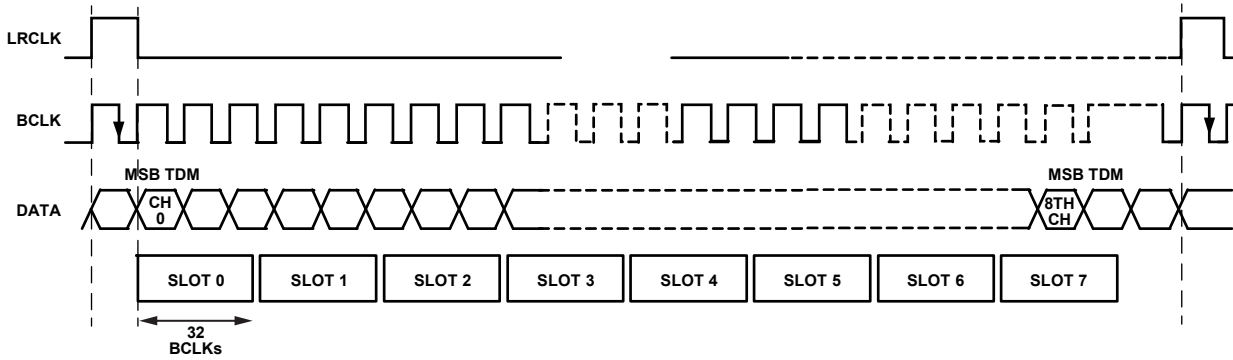 LRCLK
BCLK
MSB TDM
MSB TDM
DATA
CH
0
8TH
CH
SLOT 0
SLOT 1
SLOT 2
SLOT 3
SLOT 4
SLOT 5
SLOT 6
SLOT 7
32
BCLKs